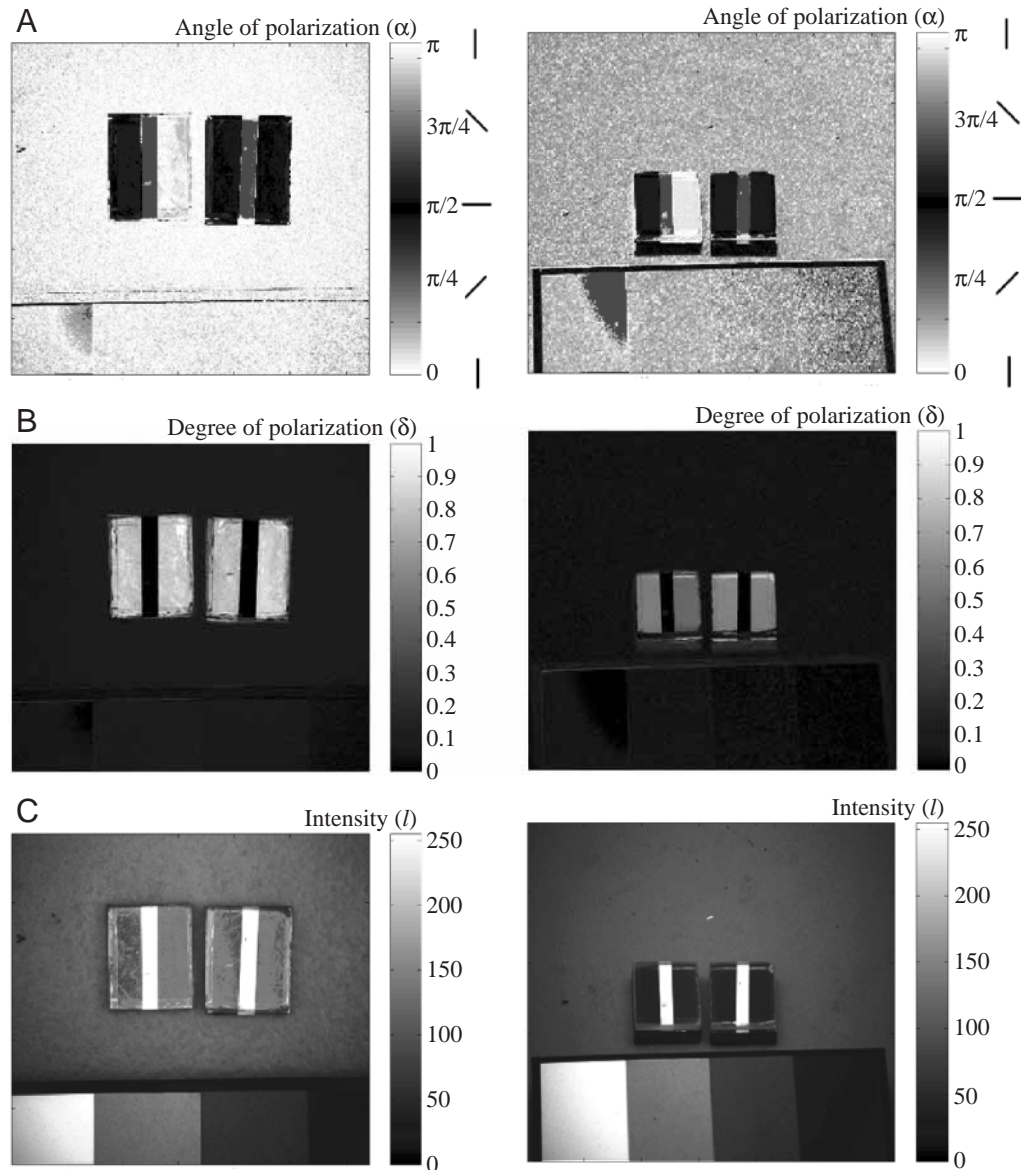 A
Angle of polarization (α)
π
3π/4
π/2
π/4
0
Angle of polarization (α)
π
3π/4
π/2
π/4
0
B
Degree of polarization (δ)
1
0.9
0.8
0.7
0.6
0.5
0.4
0.3
0.2
0.1
0
Degree of polarization (δ)
1
0.9
0.8
0.7
0.6
0.5
0.4
0.3
0.2
0.1
0
C
Intensity (l)
250
200
150
100
50
0
Intensity (l)
250
200
150
100
50
0